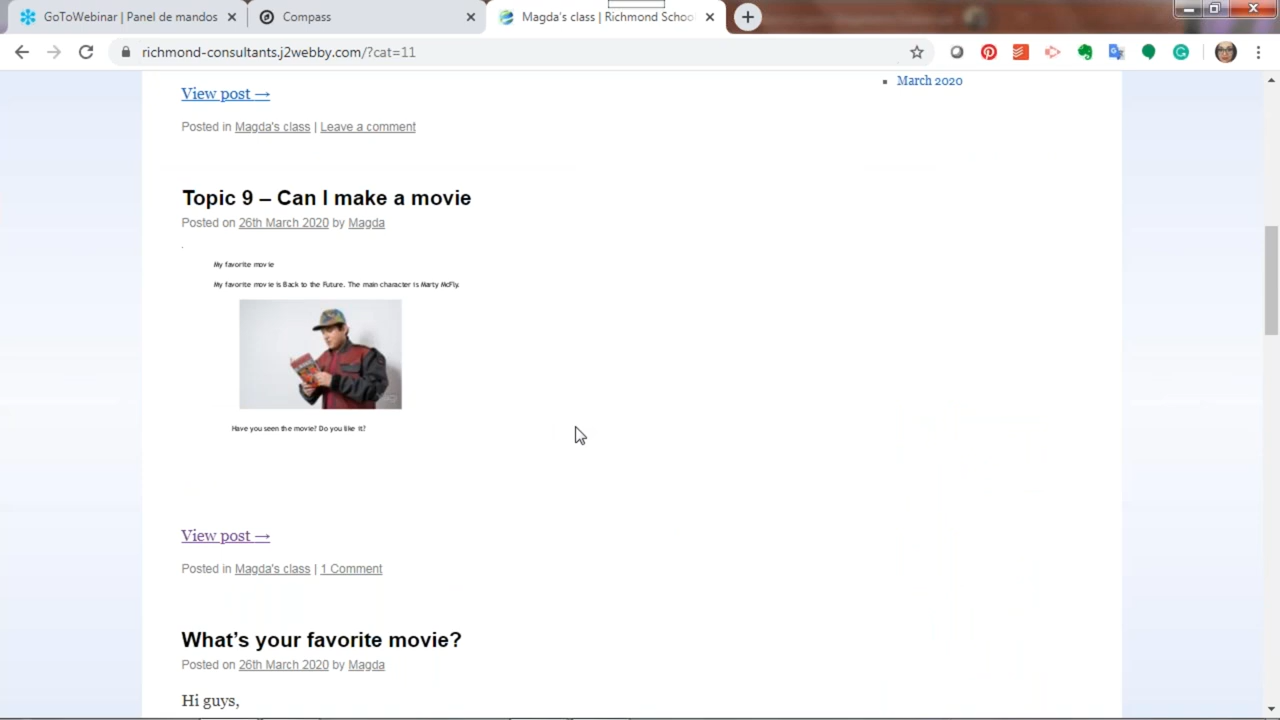 GoToWebinar | Panel de mandos
Compass
Magda's class | Richmond Schoo
richmond-consultants.j2webby.com/?cat=11
View post →
March 2020
Posted in Magda's class | Leave a comment
Topic 9 – Can I make a movie
Posted on 26th March 2020 by Magda
My favorite movie
My favorite movie is Back to the Future. The main character is Marty McFly.
Have you seen the movie? Do you like it?
View post →
Posted in Magda's class | 1 Comment
What's your favorite movie?
Posted on 26th March 2020 by Magda
Hi guys,